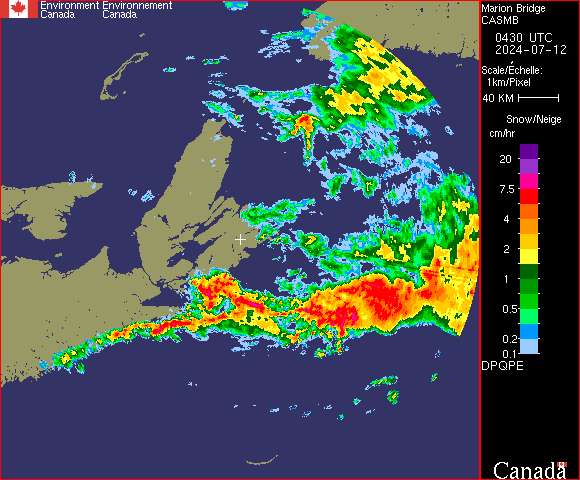 Environment Environnement
Canada Canada
Marion Bridge
CASMB
0430 UTC
2024-07-12
Scale/Echelle:
1km/Pixel
40 KM
Snow/Neige
cm/hr
20
7.5
4
2
1
0.5
0.2
0.1
DPQPE
Canada